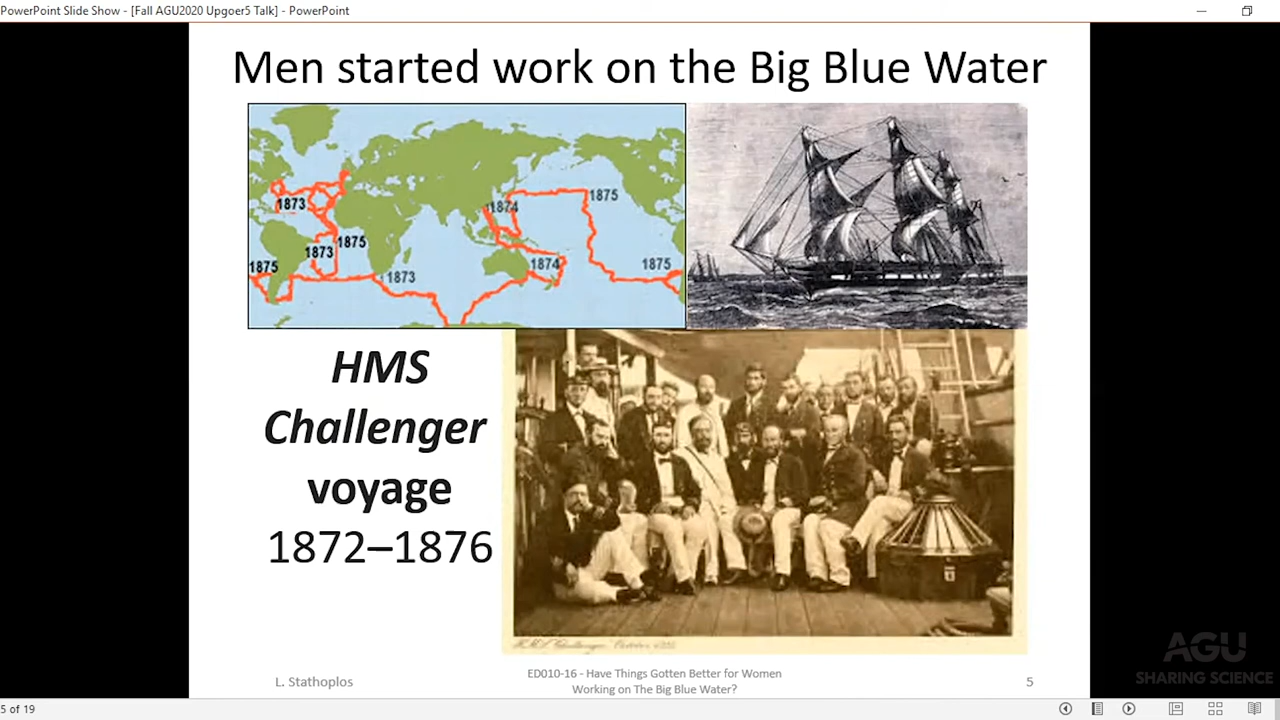 PowerPoint Slide Show - [Fall AGU2020 Upgoer5 Talk] - PowerPoint
Men started work on the Big Blue Water
1875
1874
1873
1875
1873
1875
1874
1875
1873
HMS
Challenger
voyage
1872–1876
L. Stathoplos
ED010-16 - Have Things Gotten Better for Women
Working on The Big Blue Water?
5
AGU
SHARING SCIENCE
5 of 19